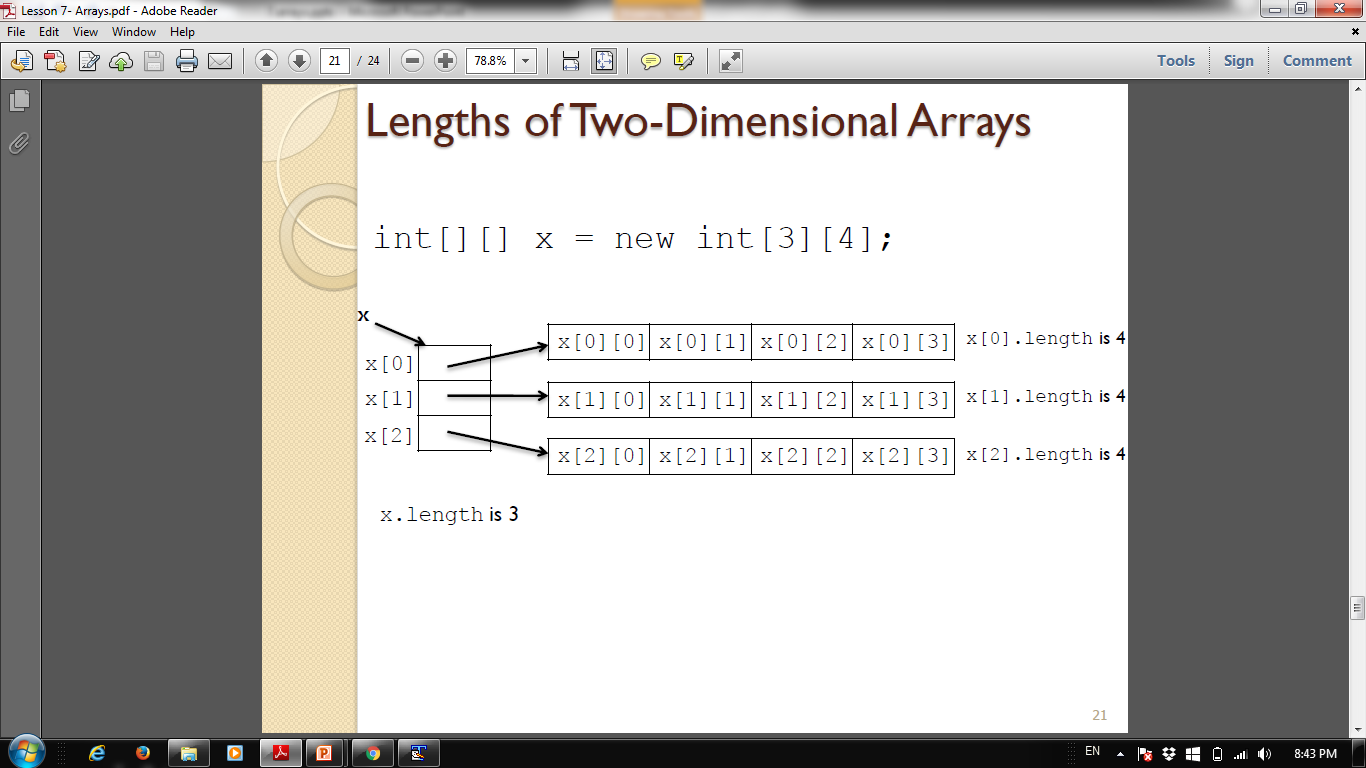 Lesson 7- Arrays.pdf - Adobe Reader
File Edit View Window Help
21 / 24 78.8% Tools Sign Comment
Lengths of Two-Dimensional Arrays
int[][] x = new int[3][4];
x
x[0] x[0][0] x[0][1] x[0][2] x[0][3] x[0].length is 4
x[1] x[1][0] x[1][1] x[1][2] x[1][3] x[1].length is 4
x[2] x[2][0] x[2][1] x[2][2] x[2][3] x[2].length is 4
x.length is 3
21
EN 8:43 PM